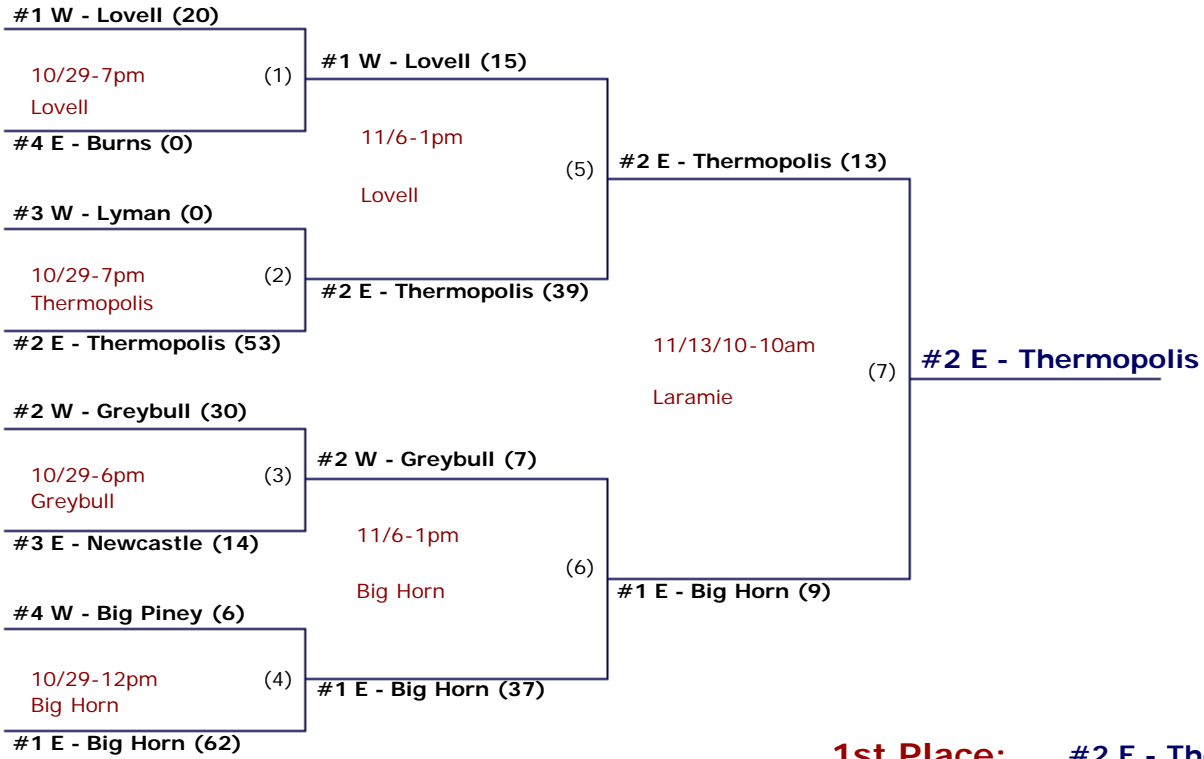 #1 W - Lovell (20)
10/29-7pm (1)
Lovell
#4 E - Burns (0)
#1 W - Lovell (15)
11/6-1pm
(5)
Lovell
#3 W - Lyman (0)
10/29-7pm (2)
Thermopolis
#2 E - Thermopolis (53)
#2 E - Thermopolis (39)
#2 E - Thermopolis (13)
11/13/10-10am
(7)
Laramie
#2 E - Thermopolis
#2 W - Greybull (30)
10/29-6pm (3)
Greybull
#3 E - Newcastle (14)
#2 W - Greybull (7)
11/6-1pm
(6)
Big Horn
#4 W - Big Piney (6)
10/29-12pm (4)
Big Horn
#1 E - Big Horn (62)
#1 E - Big Horn (37)
#1 E - Big Horn (9)
1st Place: #2 E - Th